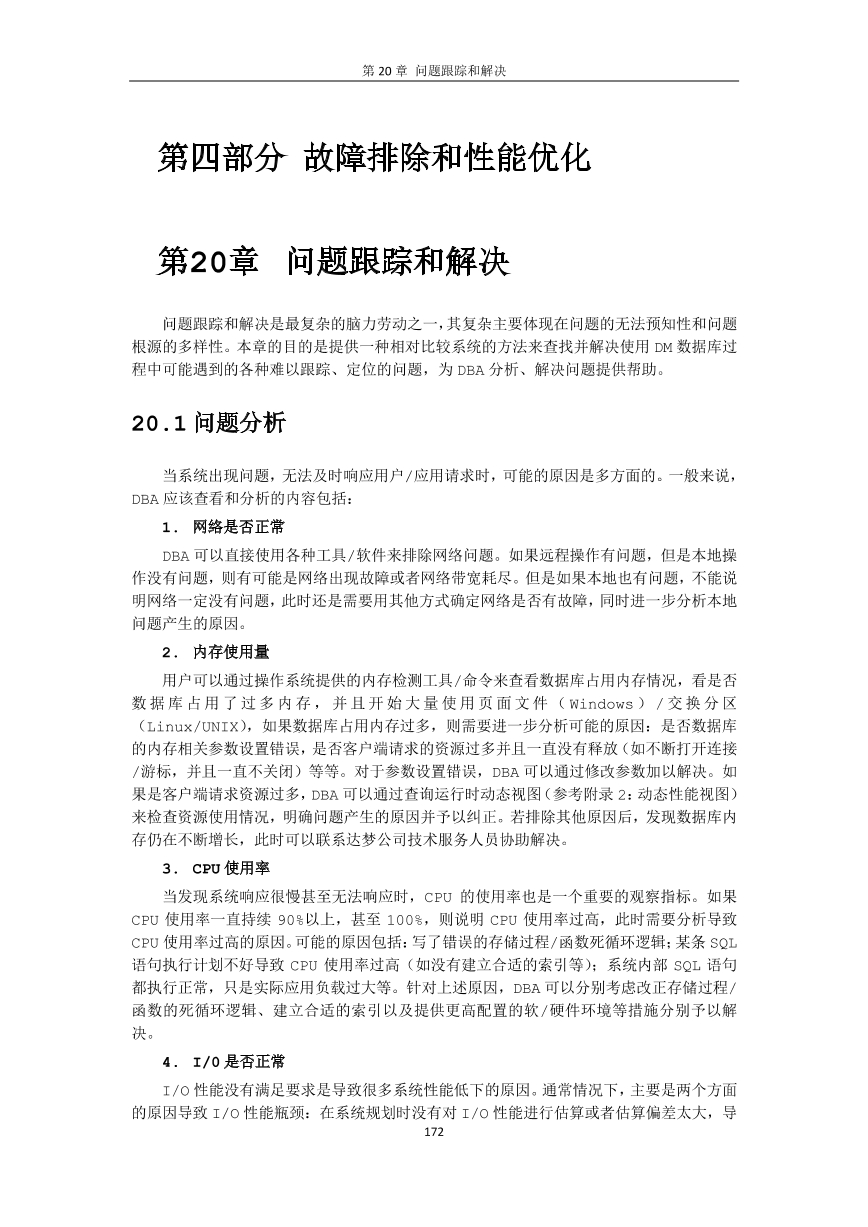 第 20 章 问题跟踪和解决
第四部分 故障排除和性能优化
第20章 问题跟踪和解决
问题跟踪和解决是最复杂的脑力劳动之一,其复杂主要体现在问题的无法预知性和问题
根源的多样性。本章的目的是提供一种相对比较系统的方法来查找并解决使用 DM 数据库过
程中可能遇到的各种难以跟踪、定位的问题，为 DBA 分析、解决问题提供帮助。
20.1 问题分析
当系统出现问题，无法及时响应用户/应用请求时，可能的原因是多方面的。一般来说，
DBA 应该查看和分析的内容包括：
1. 网络是否正常
DBA 可以直接使用各种工具/软件来排除网络问题。如果远程操作有问题，但是本地操
作没有问题，则有可能是网络出现故障或者网络带宽耗尽。但是如果本地也有问题，不能说
明网络一定没有问题，此时还是需要用其他方式确定网络是否有故障，同时进一步分析本地
问题产生的原因。
2. 内存使用量
用户可以通过操作系统提供的内存检测工具/命令来查看数据库占用内存情况，看是否
数据库占用了过多内存，并且开始大量使用页面文件（Windows）/交换分区
（Linux/UNIX），如果数据库占用内存过多，则需要进一步分析可能的原因：是否数据库
的内存相关参数设置错误，是否客户端请求的资源过多并且一直没有释放（如不断打开连接
/游标，并且一直不关闭）等等。对于参数设置错误，DBA 可以通过修改参数加以解决。如
果是客户端请求资源过多，DBA 可以通过查询运行时动态视图（参考附录 2：动态性能视图）
来检查资源使用情况，明确问题产生的原因并予以纠正。若排除其他原因后，发现数据库内
存仍在不断增长，此时可以联系达梦公司技术服务人员协助解决。
3. CPU 使用率
当发现系统响应很慢甚至无法响应时，CPU 的使用率也是一个重要的观察指标。如果
CPU 使用率一直持续 90%以上，甚至 100%，则说明 CPU 使用率过高，此时需要分析导致
CPU 使用率过高的原因。可能的原因包括：写了错误的存储过程/函数死循环逻辑；某条 SQL
语句执行计划不好导致 CPU 使用率过高（如没有建立合适的索引等）；系统内部 SQL 语句
都执行正常，只是实际应用负载过大等。针对上述原因，DBA 可以分别考虑改正存储过程/
函数的死循环逻辑、建立合适的索引以及提供更高配置的软/硬件环境等措施分别予以解
决。
4. I/O 是否正常
I/O 性能没有满足要求是导致很多系统性能低下的原因。通常情况下，主要是两个方面
的原因导致 I/O 性能瓶颈：在系统规划时没有对 I/O 性能进行估算或者估算偏差太大，导
172